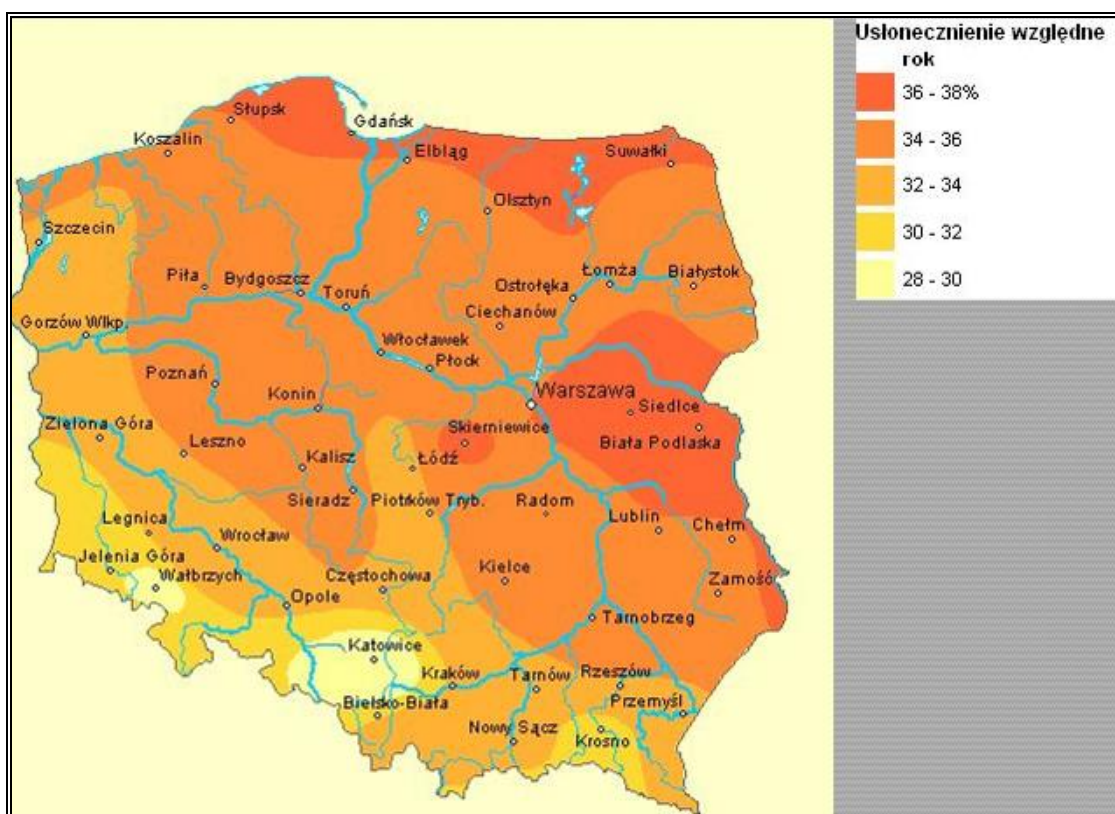 Usłonecznienie względne
rok
36 - 38%
34 - 36
32 - 34
30 - 32
28 - 30
Słupsk
Gdańsk
Koszalin
Elbląg
Suwałki
Olsztyn
Szczecin
Piła
Bydgoszcz
Toruń
Ostrołęka
Łomża
Białystok
Ciechanów
Gorzów Wlkp.
Włocławek
Płock
Poznań
Konin
Warszawa
Siedlce
Zielona Góra
Leszno
Skierniewice
Biała Podlaska
Kalisz
Łódź
Sieradz
Piotrków Tryb.
Radom
Lublin
Chełm
Legnica
Wrocław
Jelenia Góra
Wałbrzych
Częstochowa
Kielce
Zamość
Opole
Tarnobrzeg
Katowice
Kraków
Tarnów
Rzeszów
Bielsko-Biała
Przemyśl
Nowy Sącz
Krosno